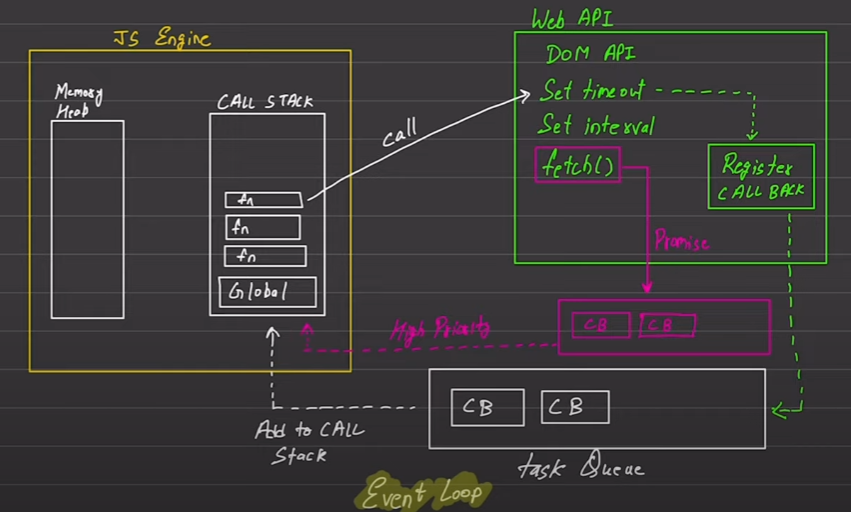 JS Engine
Memory
Heap
CALL STACK
fn
fn
fn
Global
call
Web API
DOM API
Set timeout
Set interval
fetch()
Register
CALL BACK
Promise
CB
CB
High Priority
CB
CB
Add to CALL
Stack
task Queue
Event Loop